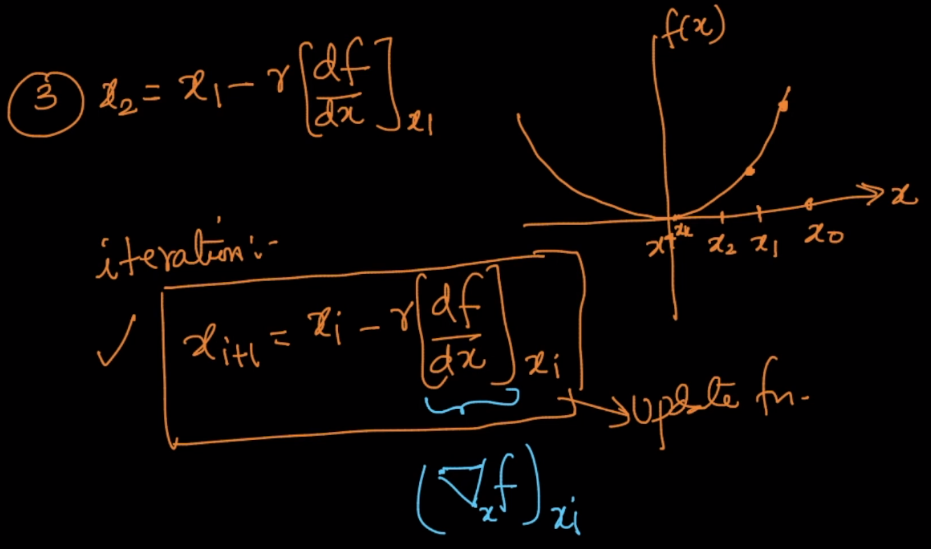 ③ x₂ = x₁ - r [df/dx]ₓ₁
f(x)
x
x* xₖ x₂ x₁ x₀
iteration:-
✓ xᵢ₊₁ = xᵢ - r [df/dx]ₓᵢ
→ update fn.
(∇ₓf)ₓᵢ